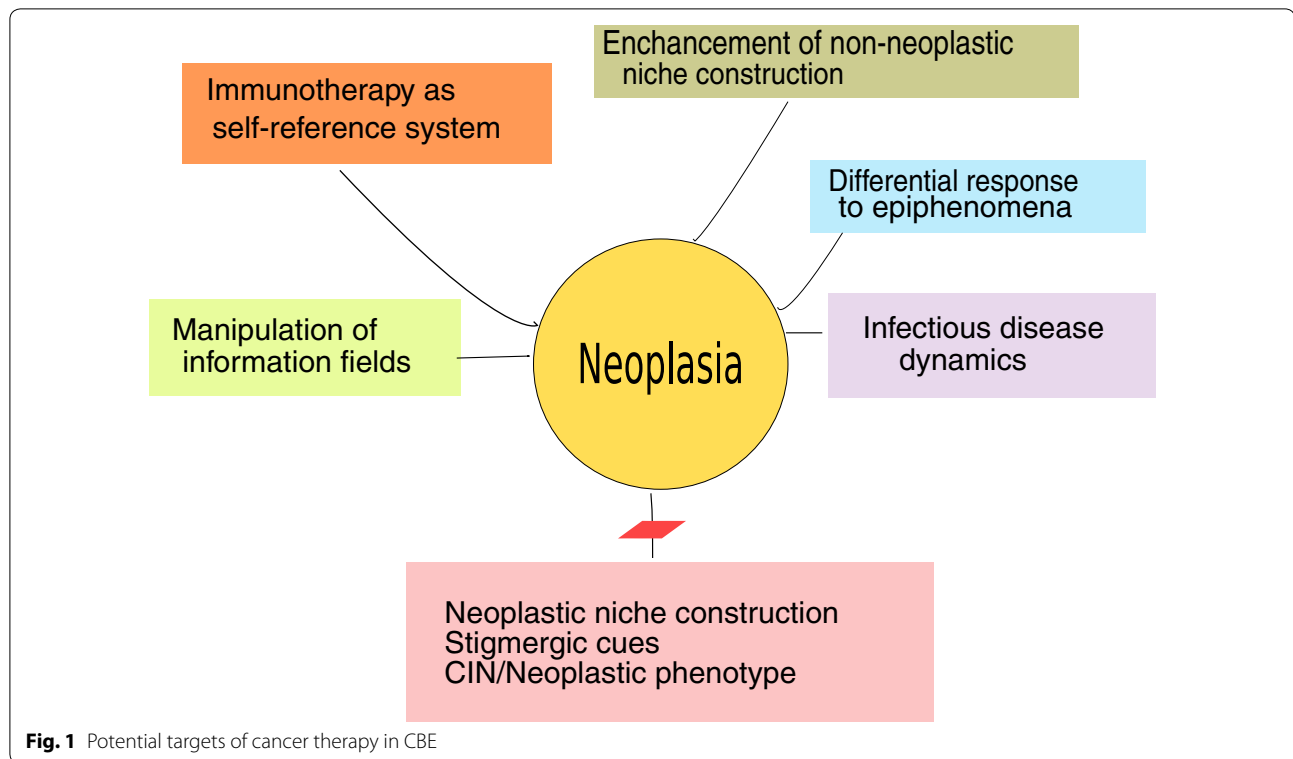 Enchancement of non-neoplastic
niche construction
Immunotherapy as
self-reference system
Differential response
to epiphenomena
Manipulation of
information fields
Infectious disease
dynamics
Neoplasia
Neoplastic niche construction
Stigmergic cues
CIN/Neoplastic phenotype
Fig. 1 Potential targets of cancer therapy in CBE